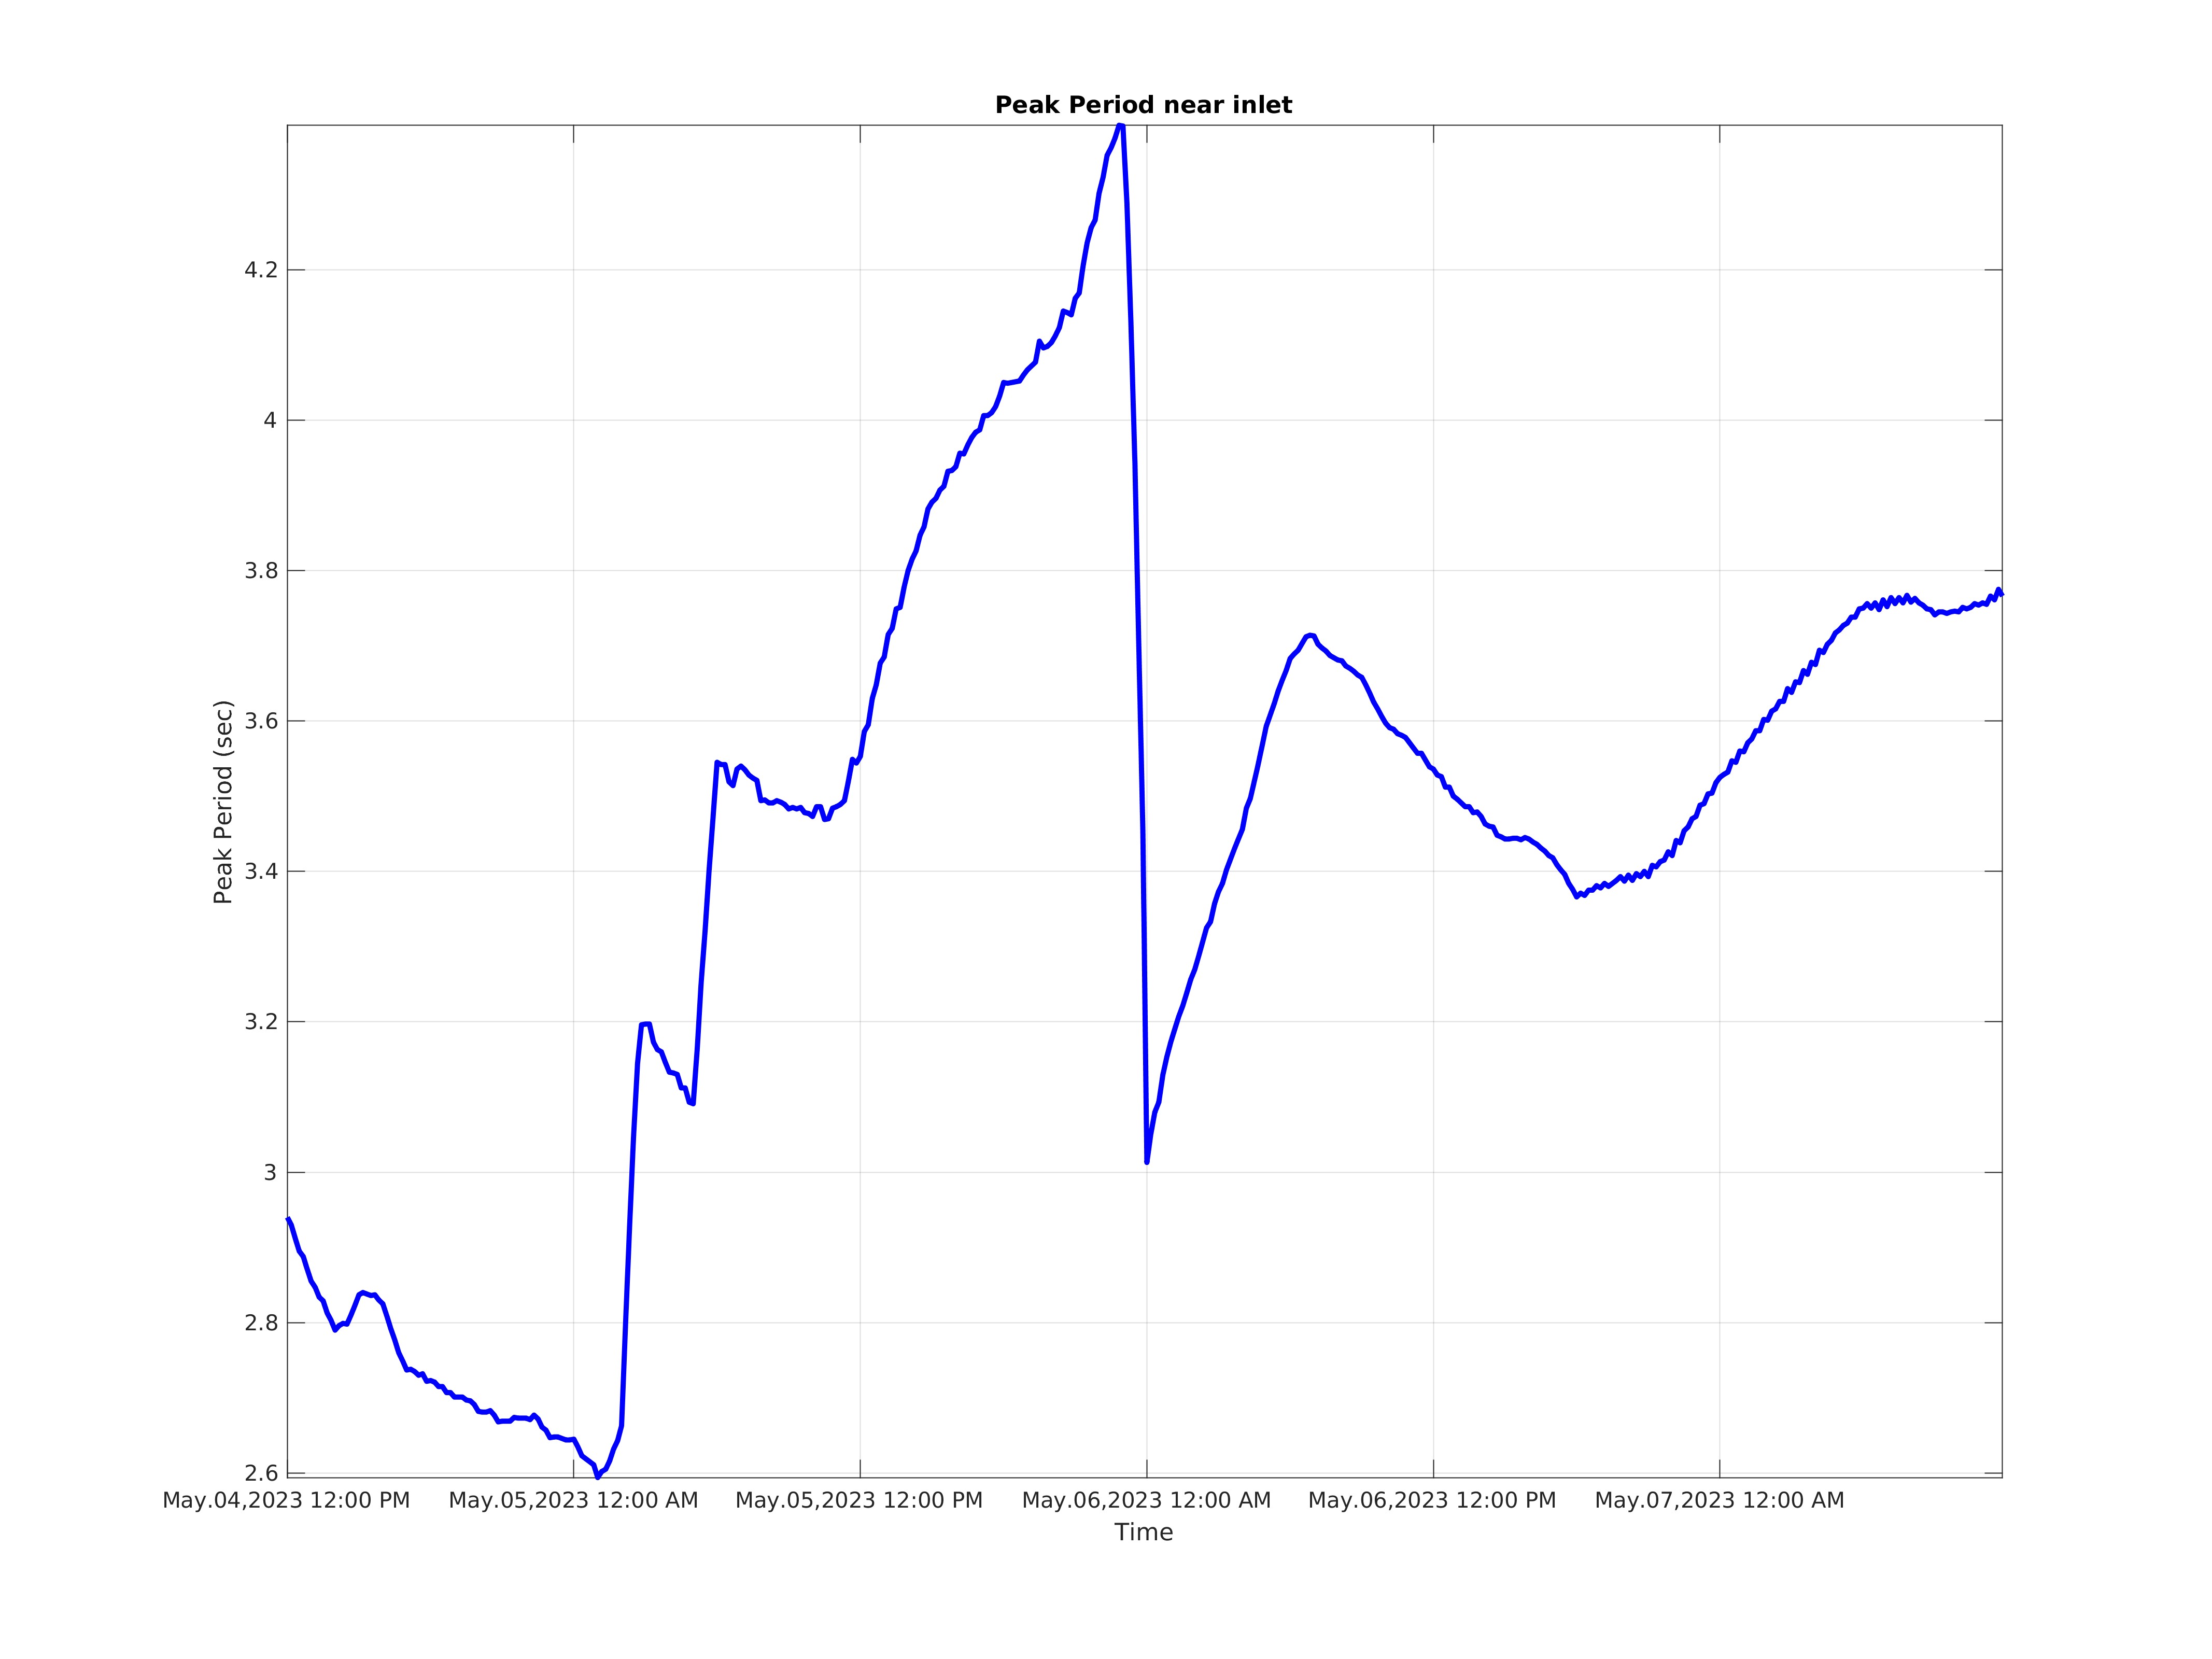 Peak Period near inlet
4.2
4
3.8
3.6
3.4
3.2
3
2.8
2.6
Peak Period (sec)
May.04,2023 12:00 PM
May.05,2023 12:00 AM
May.05,2023 12:00 PM
May.06,2023 12:00 AM
May.06,2023 12:00 PM
May.07,2023 12:00 AM
Time